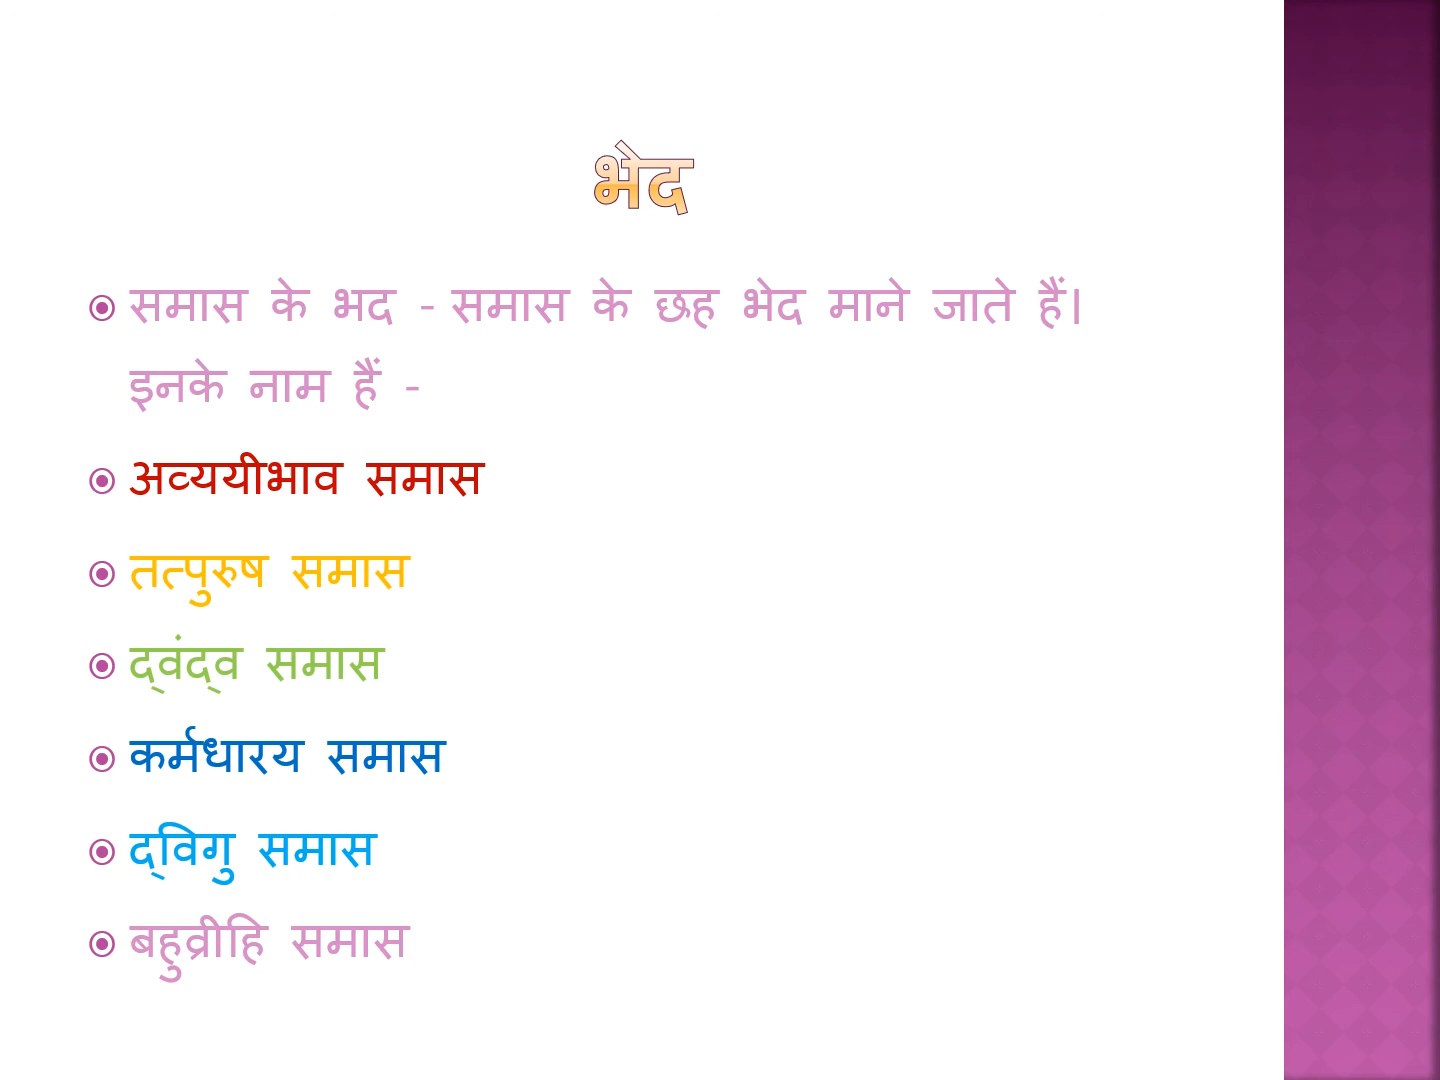 भेद
समास के भद - समास के छह भेद माने जाते हैं।
इनके नाम हैं -
अव्ययीभाव समास
तत्पुरुष समास
द्वंद्व समास
कर्मधारय समास
द्विगु समास
बहुव्रीहि समास